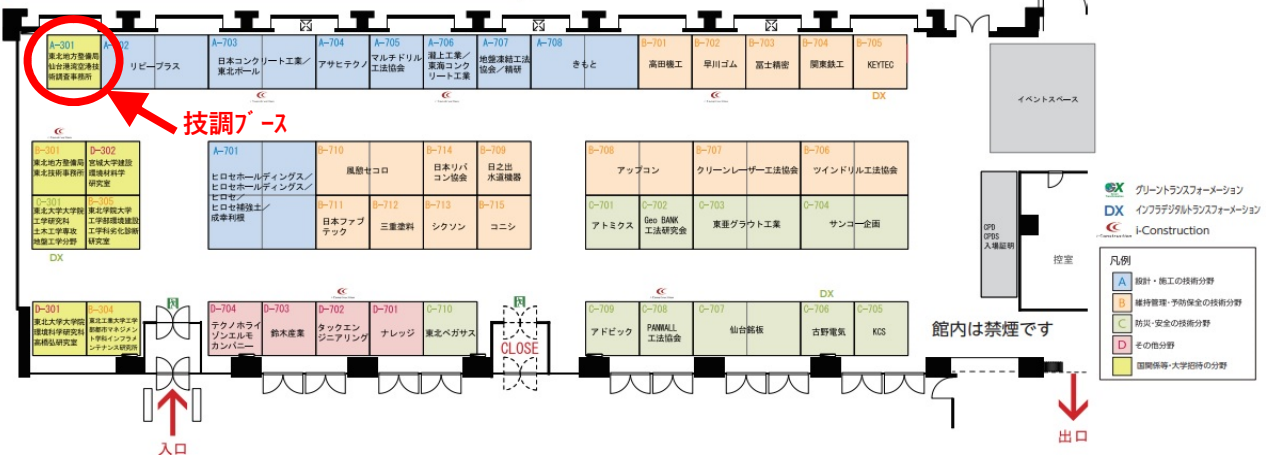 A-301
東北地方整備局
仙台港湾空港技
術調査事務所
リピープラス
A-703
日本コンクリート工業／
東北ポール
A-704
アサヒテクノ
A-705
マルチドリル
工法協会
A-706
瀧上工業／
東海コンク
リート工業
A-707
地盤凍結工法
協会／精研
A-708
きもと
B-701
高田機工
B-702
早川ゴム
B-703
冨士精密
B-704
関東鉄工
B-705
KEYTEC
DX
技調ﾌﾞｰｽ
イベントスペース
B-301
東北地方整備局
東北技術事務所
D-302
宮城大学建設
環境材料学
研究室
C-301
東北大学大学院
工学研究科
土木工学専攻
地盤工学分野
B-305
東北学院大学
工学部環境建設
工学科劣化診断
研究室
DX
A-701
ヒロセホールディングス／
ヒロセホールディングス／
ヒロセ／
ヒロセ補強土／
成幸利根
B-710
風憩セコロ
B-714
日本リバ
コン協会
B-709
日之出
水道機器
B-711
日本ファブ
テック
B-712
三重塗料
B-713
シクソン
B-715
コニシ
B-708
アップコン
B-707
クリーンレーザー工法協会
B-706
ツインドリル工法協会
C-701
アトミクス
C-702
Geo BANK
工法研究会
C-703
東亜グラウト工業
C-704
サンコー企画
CPD
CPDS
入場証明
控室
GX グリーントランスフォーメーション
DX インフラデジタルトランスフォーメーション
i-Construction
凡例
A 設計・施工の技術分野
B 維持管理・予防保全の技術分野
C 防災・安全の技術分野
D その他分野
国関係等・大学招待の分野
D-301
東北大学大学院
環境科学研究科
高橋弘研究室
B-304
東北工業大学工学
部都市マネジメン
ト学科インフラメ
ンテナンス研究所
D-704
テクノホライ
ゾンエルモ
カンパニー
D-703
鈴木産業
D-702
タックエン
ジニアリング
D-701
ナレッジ
C-710
東北ペガサス
CLOSE
C-709
アドビック
C-708
PANWALL
工法協会
C-707
仙台銘板
DX
C-706
古野電気
C-705
KCS
館内は禁煙です
入口
出口